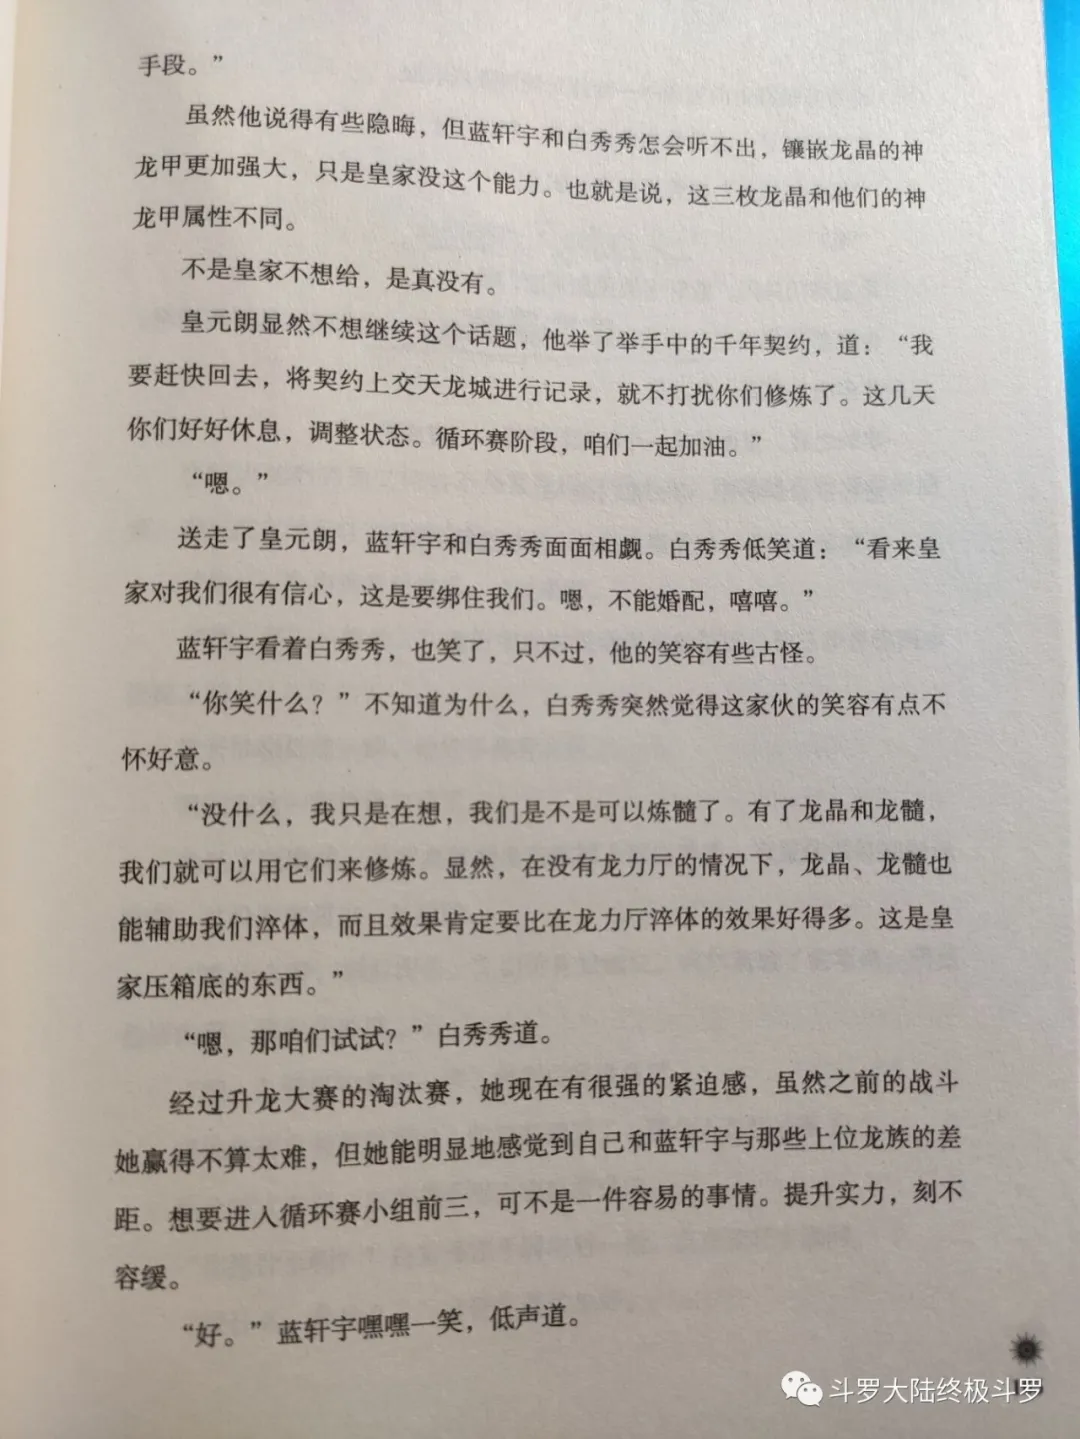 手段。”
虽然他说得有些隐晦，但蓝轩宇和白秀秀怎会听不出，镶嵌龙晶的神
龙甲更加强大，只是皇家没这个能力。也就是说，这三枚龙晶和他们的神
龙甲属性不同。
不是皇家不想给，是真没有。
皇元朗显然不想继续这个话题，他举了举手中的千年契约，道：“我
要赶快回去，将契约上交天龙城进行记录，就不打扰你们修炼了。这几天
你们好好休息，调整状态。循环赛阶段，咱们一起加油。”
“嗯。”
送走了皇元朗，蓝轩宇和白秀秀面面相觑。白秀秀低笑道：“看来皇
家对我们很有信心，这是要绑住我们。嗯，不能婚配，嘻嘻。”
蓝轩宇看着白秀秀，也笑了，只不过，他的笑容有些古怪。
“你笑什么？”不知道为什么，白秀秀突然觉得这家伙的笑容有点不
怀好意。
“没什么，我只是在想，我们是不是可以炼髓了。有了龙晶和龙髓，
我们就可以用它们来修炼。显然，在没有龙力厅的情况下，龙晶、龙髓也
能辅助我们淬体，而且效果肯定要比在龙力厅淬体的效果好得多。这是皇
家压箱底的东西。”
“嗯，那咱们试试？”白秀秀道。
经过升龙大赛的淘汰赛，她现在有很强的紧迫感，虽然之前的战斗
她赢得不算太难，但她能明显地感觉到自己和蓝轩宇与那些上位龙族的差
距。想要进入循环赛小组前三，可不是一件容易的事情。提升实力，刻不
容缓。
“好。”蓝轩宇嘿嘿一笑，低声道。
斗罗大陆终极斗罗